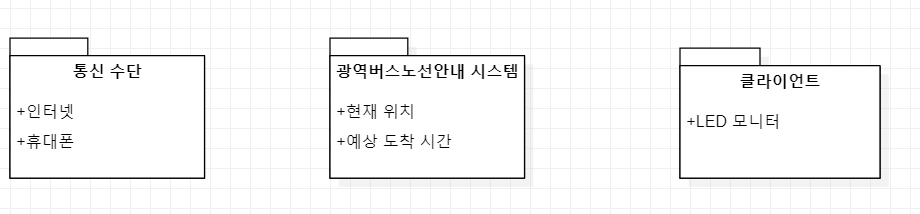 통신 수단
+인터넷
+휴대폰
광역버스노선안내 시스템
+현재 위치
+예상 도착 시간
클라이언트
+LED 모니터